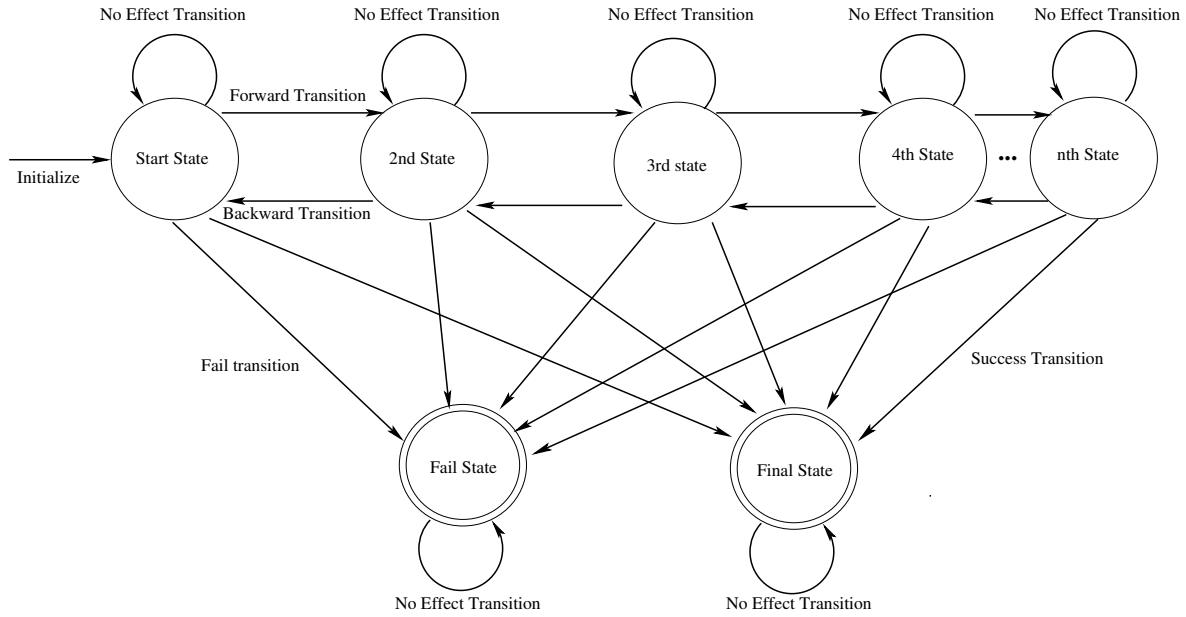 No Effect Transition
No Effect Transition
No Effect Transition
No Effect Transition
No Effect Transition
Forward Transition
Start State
2nd State
3rd state
4th State
...
nth State
Initialize
Backward Transition
Fail transition
Success Transition
Fail State
Final State
No Effect Transition
No Effect Transition